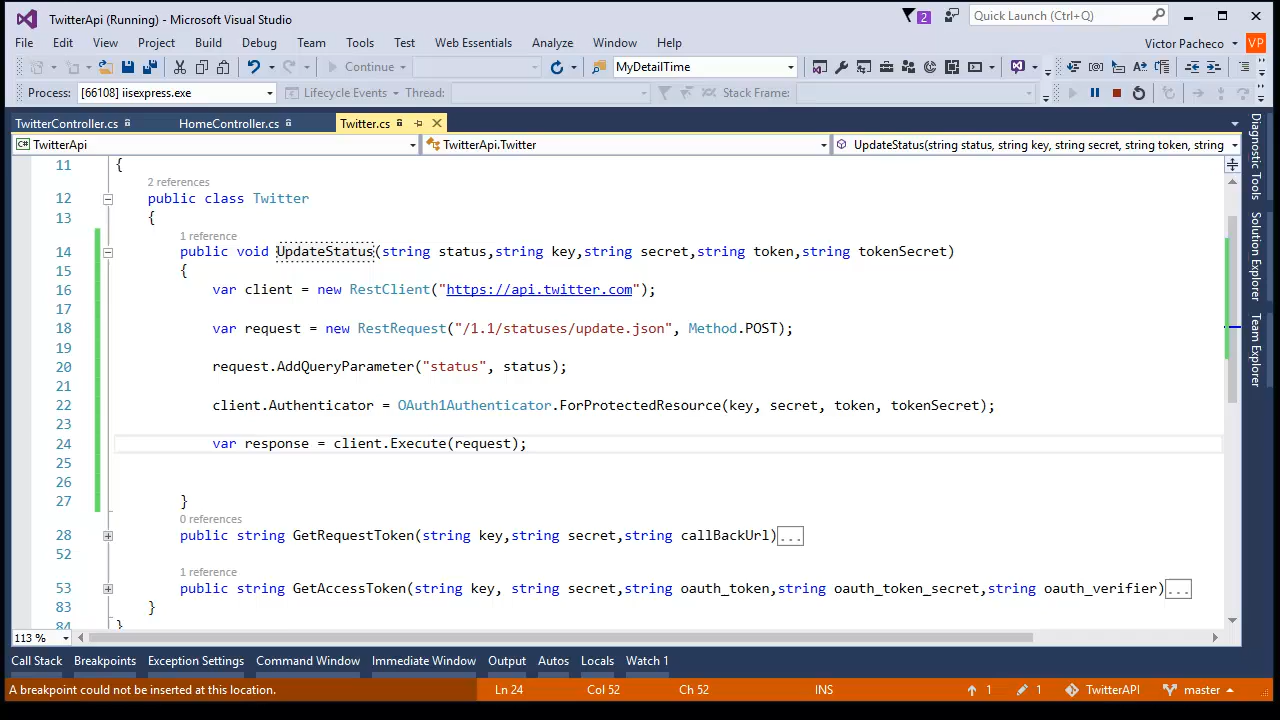 TwitterApi (Running) - Microsoft Visual Studio
2
Quick Launch (Ctrl+Q)
File Edit View Project Build Debug Team Tools Test Web Essentials Analyze Window Help
Victor Pacheco VP
Continue MyDetailTime
Process: [66108] iisexpress.exe Lifecycle Events Thread: Stack Frame:
TwitterController.cs HomeController.cs Twitter.cs
TwitterApi TwitterApi.Twitter UpdateStatus(string status, string key, string secret, string token, string
11 {
2 references
12 public class Twitter
13 {
1 reference
14 public void UpdateStatus(string status,string key,string secret,string token,string tokenSecret)
15 {
16 var client = new RestClient("https://api.twitter.com");
17
18 var request = new RestRequest("/1.1/statuses/update.json", Method.POST);
19
20 request.AddQueryParameter("status", status);
21
22 client.Authenticator = OAuth1Authenticator.ForProtectedResource(key, secret, token, tokenSecret);
23
24 var response = client.Execute(request);
25
26
27 }
0 references
28 public string GetRequestToken(string key,string secret,string callBackUrl)...
52
1 reference
53 public string GetAccessToken(string key, string secret,string oauth_token,string oauth_token_secret,string oauth_verifier)...
83 }
84 }
113 %
Diagnostic Tools
Solution Explorer
Team Explorer
Call Stack Breakpoints Exception Settings Command Window Immediate Window Output Autos Locals Watch 1
A breakpoint could not be inserted at this location. Ln 24 Col 52 Ch 52 INS 1 1 TwitterAPI master